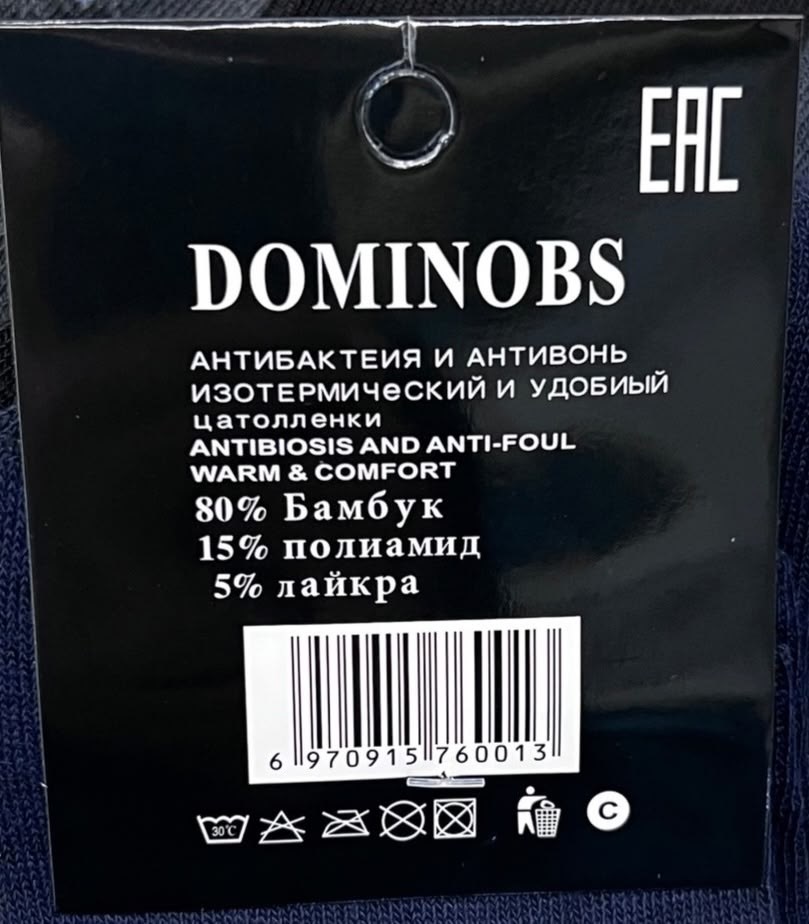 EAC
DOMINOBS
АНТИБАКТЕИЯ И АНТИВОНЬ
ИЗОТЕРМИческИЙ И УДОБИЫЙ
цатолленки
ANTIBIOSIS AND ANTI-FOUL
WARM & COMFORT
80% Бамбук
15% полиамид
5% лайкра
6 970915 760013
30°C
C